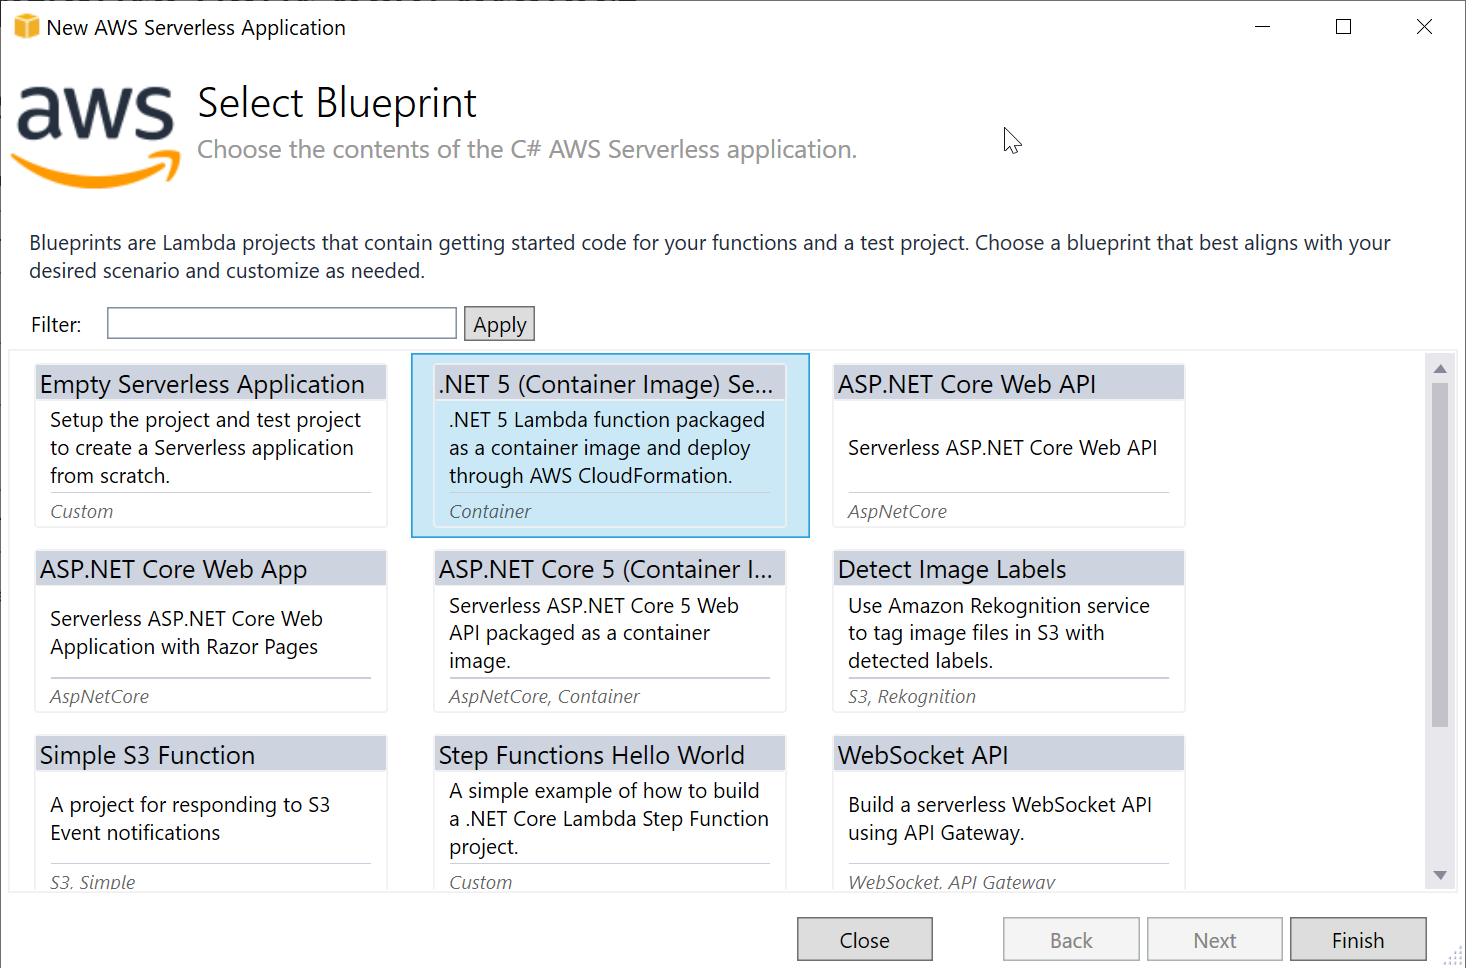 New AWS Serverless Application
aws
Select Blueprint
Choose the contents of the C# AWS Serverless application.
Blueprints are Lambda projects that contain getting started code for your functions and a test project. Choose a blueprint that best aligns with your
desired scenario and customize as needed.
Filter:
Apply
Empty Serverless Application
Setup the project and test project
to create a Serverless application
from scratch.
Custom
.NET 5 (Container Image) Se...
.NET 5 Lambda function packaged
as a container image and deploy
through AWS CloudFormation.
Container
ASP.NET Core Web API
Serverless ASP.NET Core Web API
AspNetCore
ASP.NET Core Web App
Serverless ASP.NET Core Web
Application with Razor Pages
AspNetCore
ASP.NET Core 5 (Container I...
Serverless ASP.NET Core 5 Web
API packaged as a container
image.
AspNetCore, Container
Detect Image Labels
Use Amazon Rekognition service
to tag image files in S3 with
detected labels.
S3, Rekognition
Simple S3 Function
A project for responding to S3
Event notifications
S3, Simple
Step Functions Hello World
A simple example of how to build
a .NET Core Lambda Step Function
project.
Custom
WebSocket API
Build a serverless WebSocket API
using API Gateway.
WebSocket, API Gateway
Close
Back
Next
Finish